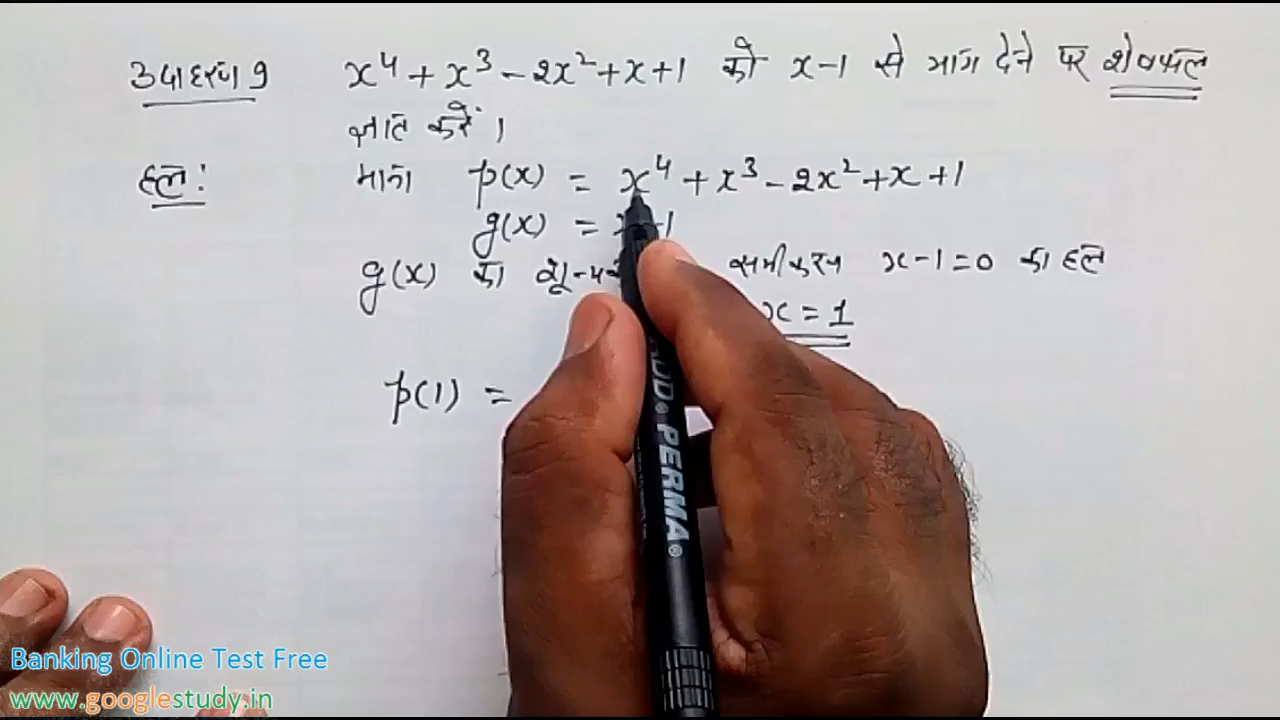 उदाहरण 9 x⁴ + x³ - 2x² + x + 1 को x - 1 से भाग देने पर शेषफल
ज्ञात करें।
हल: माना p(x) = x⁴ + x³ - 2x² + x + 1
g(x) =
g(x) का समीकरण x - 1 = 0 का हल
x = 1
p(1) =
PERMA
Banking Online Test Free
www.googlestudy.in